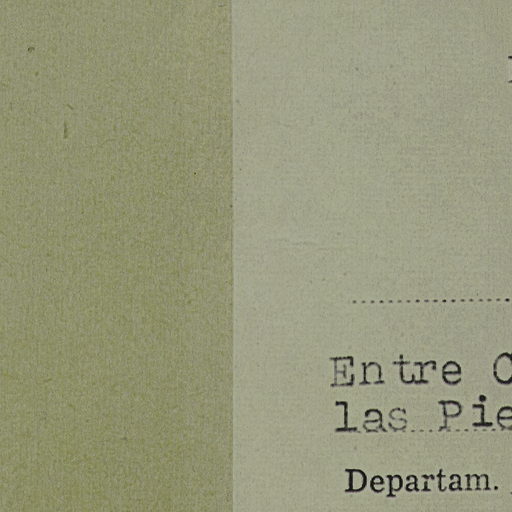 Entre C
las Pie
Departam.